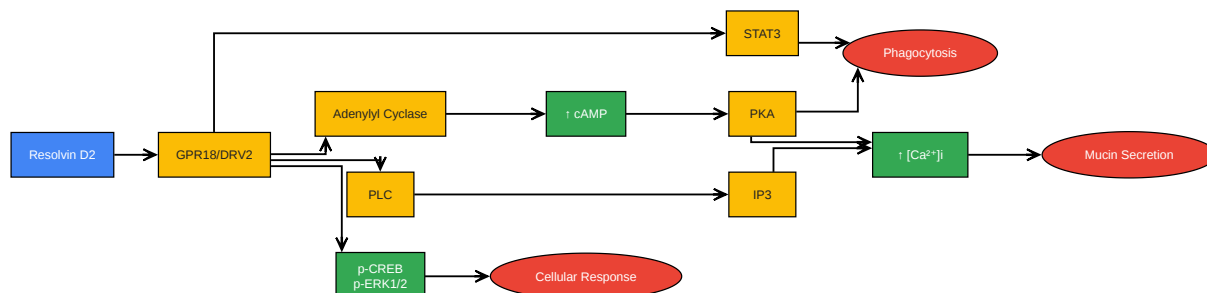 STAT3
Phagocytosis
Adenylyl Cyclase
↑ cAMP
PKA
Resolvin D2
GPR18/DRV2
↑ [Ca²⁺]i
Mucin Secretion
PLC
IP3
p-CREB
p-ERK1/2
Cellular Response